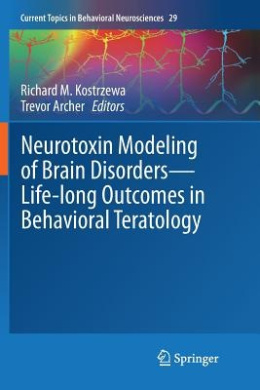 Current Topics in Behavioral Neurosciences 29
Richard M. Kostrzewa
Trevor Archer Editors
Neurotoxin Modeling
of Brain Disorders—
Life-long Outcomes in
Behavioral Teratology
Springer